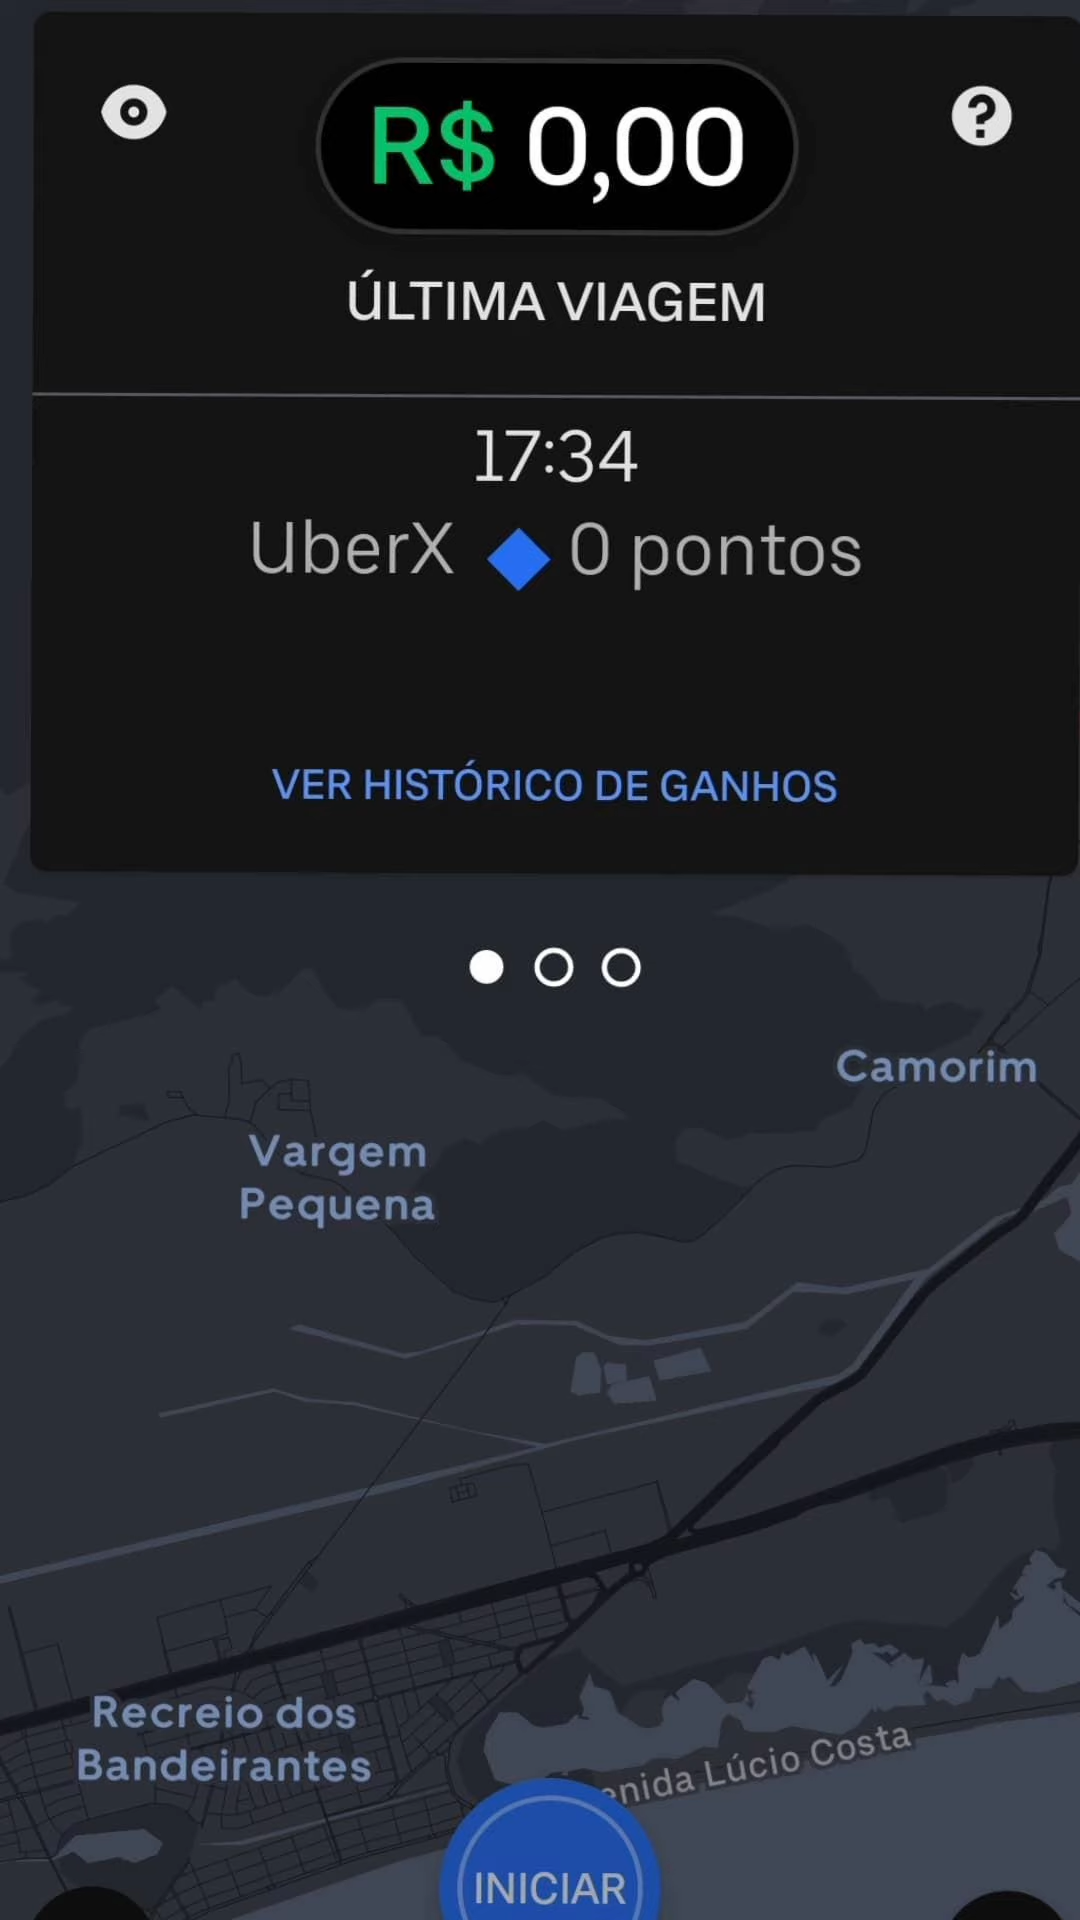 R$ 0,00
ÚLTIMA VIAGEM
17:34
UberX 0 pontos
VER HISTÓRICO DE GANHOS
Camorim
Vargem
Pequena
Recreio dos
Bandeirantes
enida Lúcio Costa
INICIAR